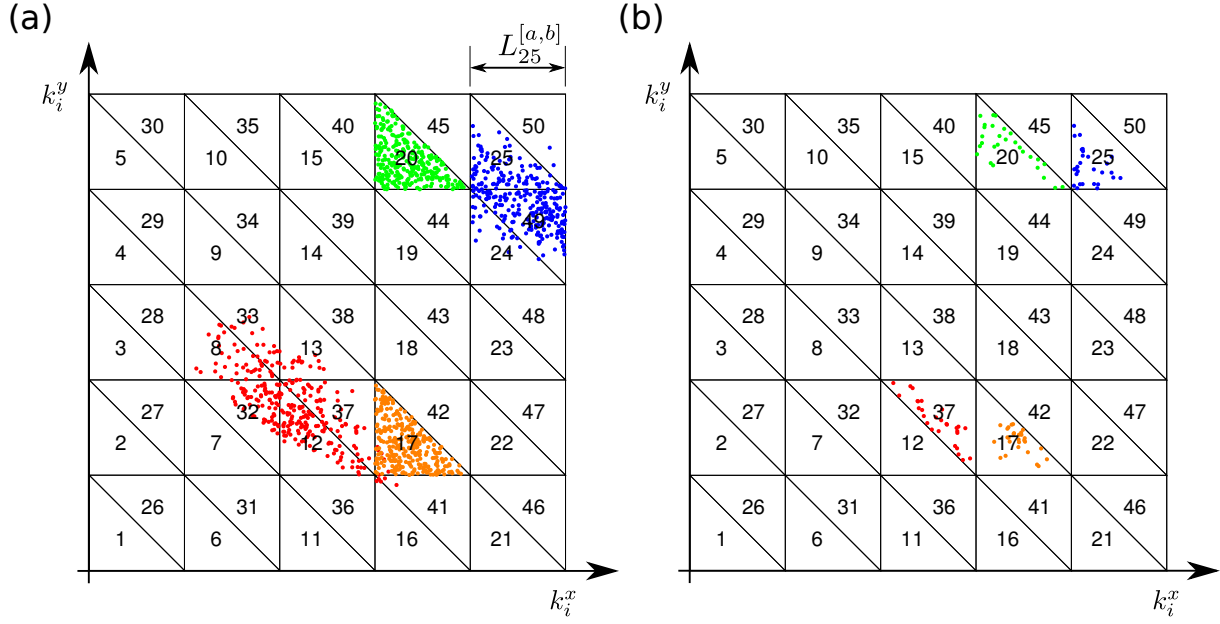 (a)
(b)
L_{25}^{[a,b]}
k_i^y
30 35 40 45 50
5 10 15 20 25
29 34 39 44 49
4 9 14 19 24
28 33 38 43 48
3 8 13 18 23
27 32 37 42 47
2 7 12 17 22
26 31 36 41 46
1 6 11 16 21
k_i^x
k_i^y
30 35 40 45 50
5 10 15 20 25
29 34 39 44 49
4 9 14 19 24
28 33 38 43 48
3 8 13 18 23
27 32 37 42 47
2 7 12 17 22
26 31 36 41 46
1 6 11 16 21
k_i^x